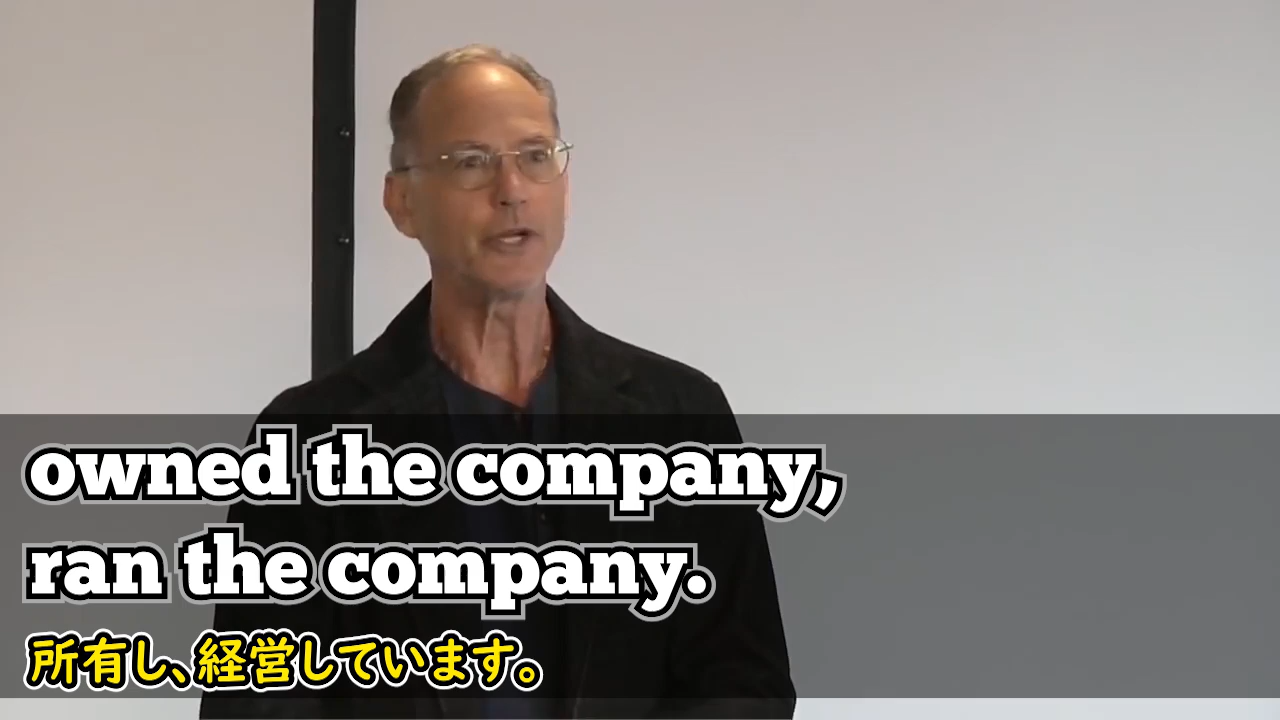 owned the company,
ran the company.
所有し、経営しています。